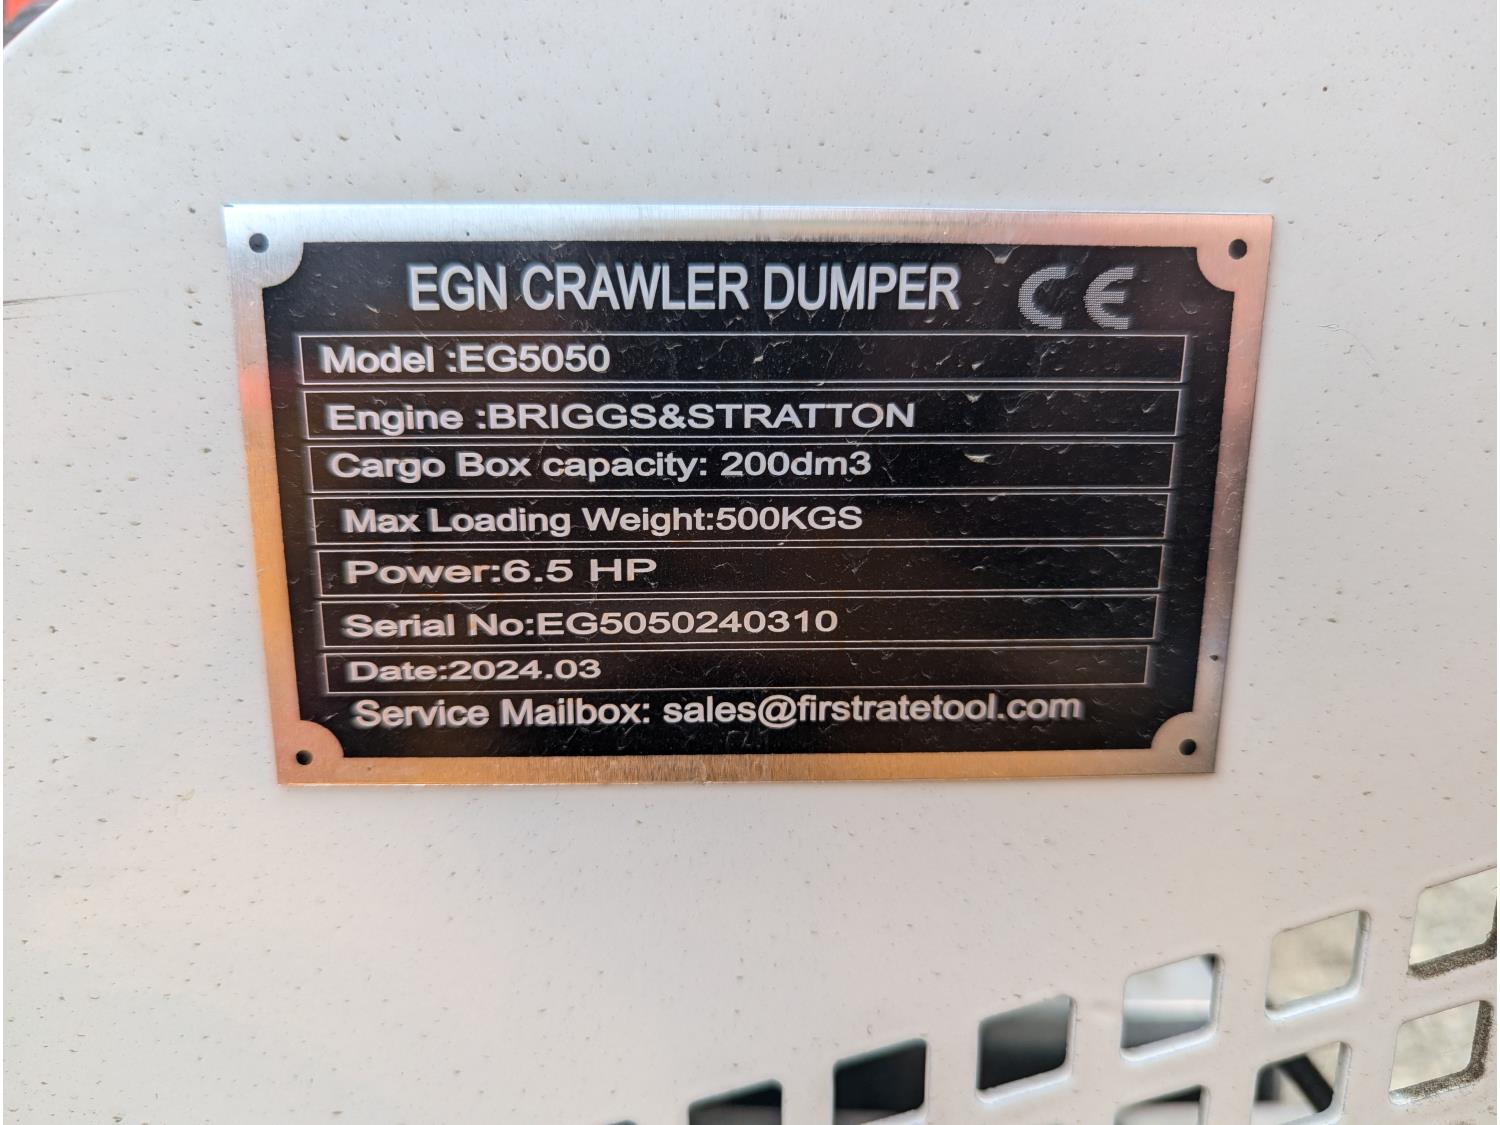 EGN CRAWLER DUMPER CE
Model :EG5050
Engine :BRIGGS&STRATTON
Cargo Box capacity: 200dm3
Max Loading Weight:500KGS
Power:6.5 HP
Serial No:EG5050240310
Date:2024.03
Service Mailbox: sales@firstratetool.com